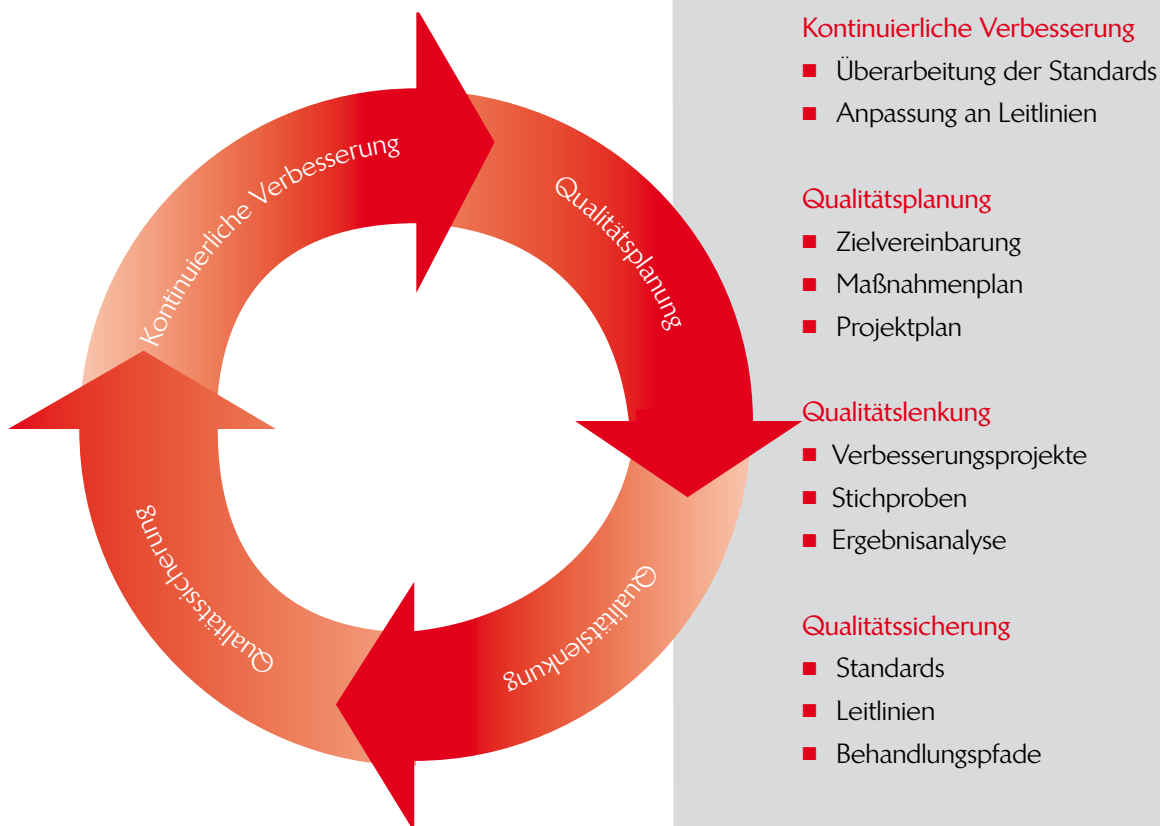 Kontinuierliche Verbesserung
Qualitätsplanung
Qualitätslenkung
Qualitätssicherung
Kontinuierliche Verbesserung
Überarbeitung der Standards
Anpassung an Leitlinien
Qualitätsplanung
Zielvereinbarung
Maßnahmenplan
Projektplan
Qualitätslenkung
Verbesserungsprojekte
Stichproben
Ergebnisanalyse
Qualitätssicherung
Standards
Leitlinien
Behandlungspfade